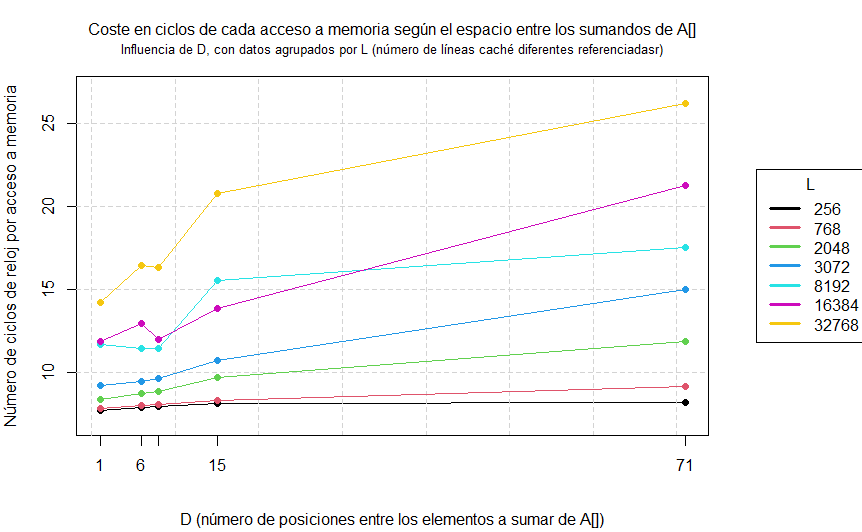 Coste en ciclos de cada acceso a memoria según el espacio entre los sumandos de A[]
Influencia de D, con datos agrupados por L (número de líneas caché diferentes referenciadasr)
Número de ciclos de reloj por acceso a memoria
25
20
15
10
1 6 15 71
D (número de posiciones entre los elementos a sumar de A[])
L
256
768
2048
3072
8192
16384
32768